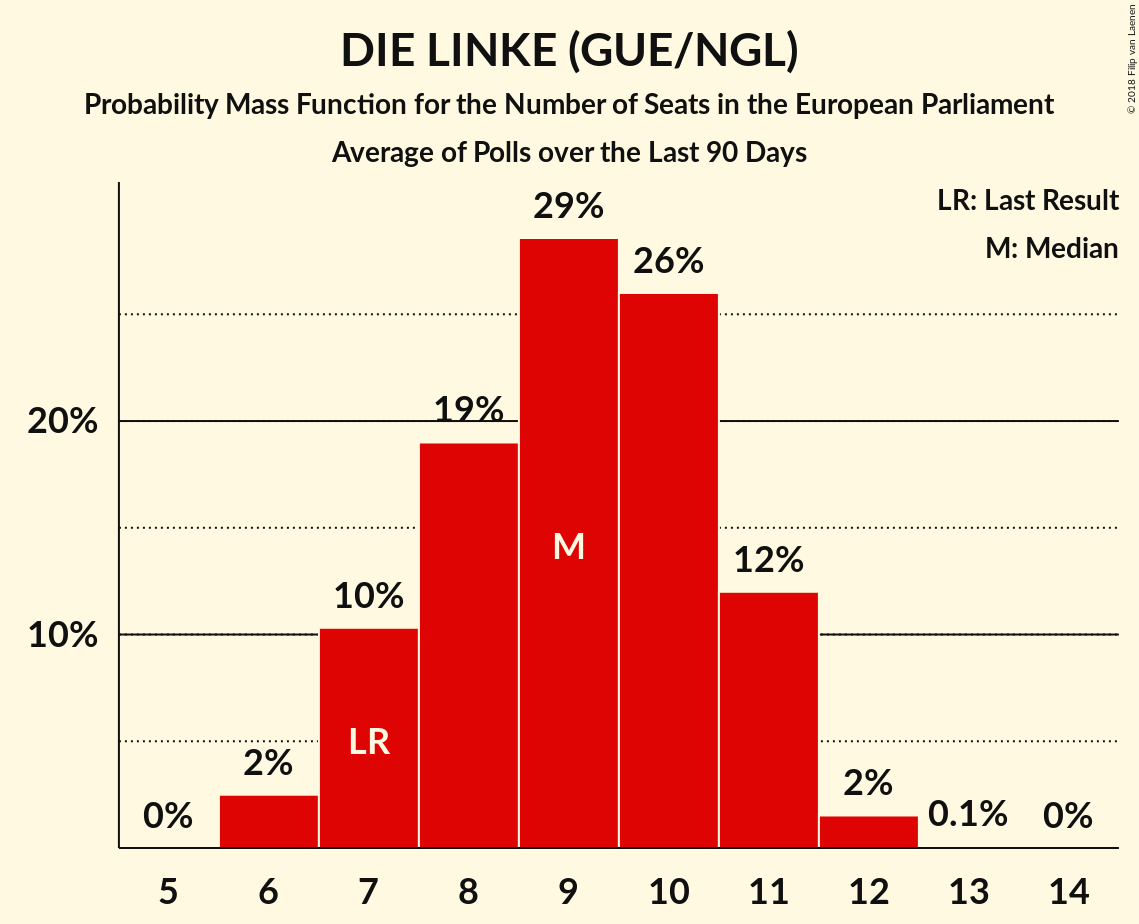 DIE LINKE (GUE/NGL)
Probability Mass Function for the Number of Seats in the European Parliament
Average of Polls over the Last 90 Days
© 2018 Filip van Laenen
LR: Last Result
M: Median
29%
26%
20%
19%
M
12%
10%
10%
LR
2%
2%
0%
0.1%
0%
5 6 7 8 9 10 11 12 13 14